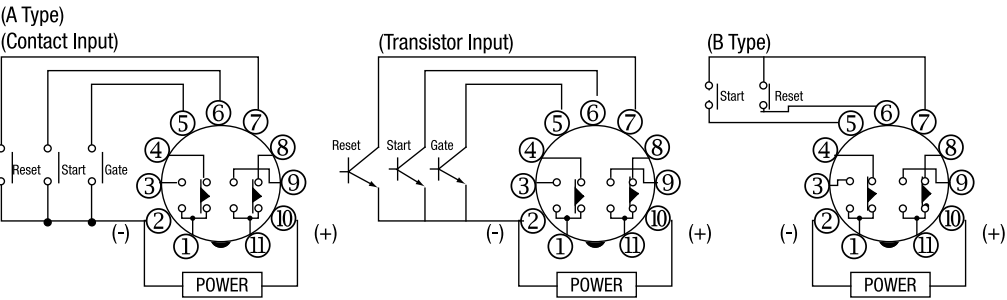 (A Type)
(Contact Input)
Reset
Start
Gate
5
6
7
4
8
3
9
2
10
1
11
(-)
(+)
POWER
(Transistor Input)
Reset
Start
Gate
5
6
7
4
8
3
9
2
10
1
11
(-)
(+)
POWER
(B Type)
Start
Reset
5
6
7
4
8
3
9
2
10
1
11
(-)
(+)
POWER